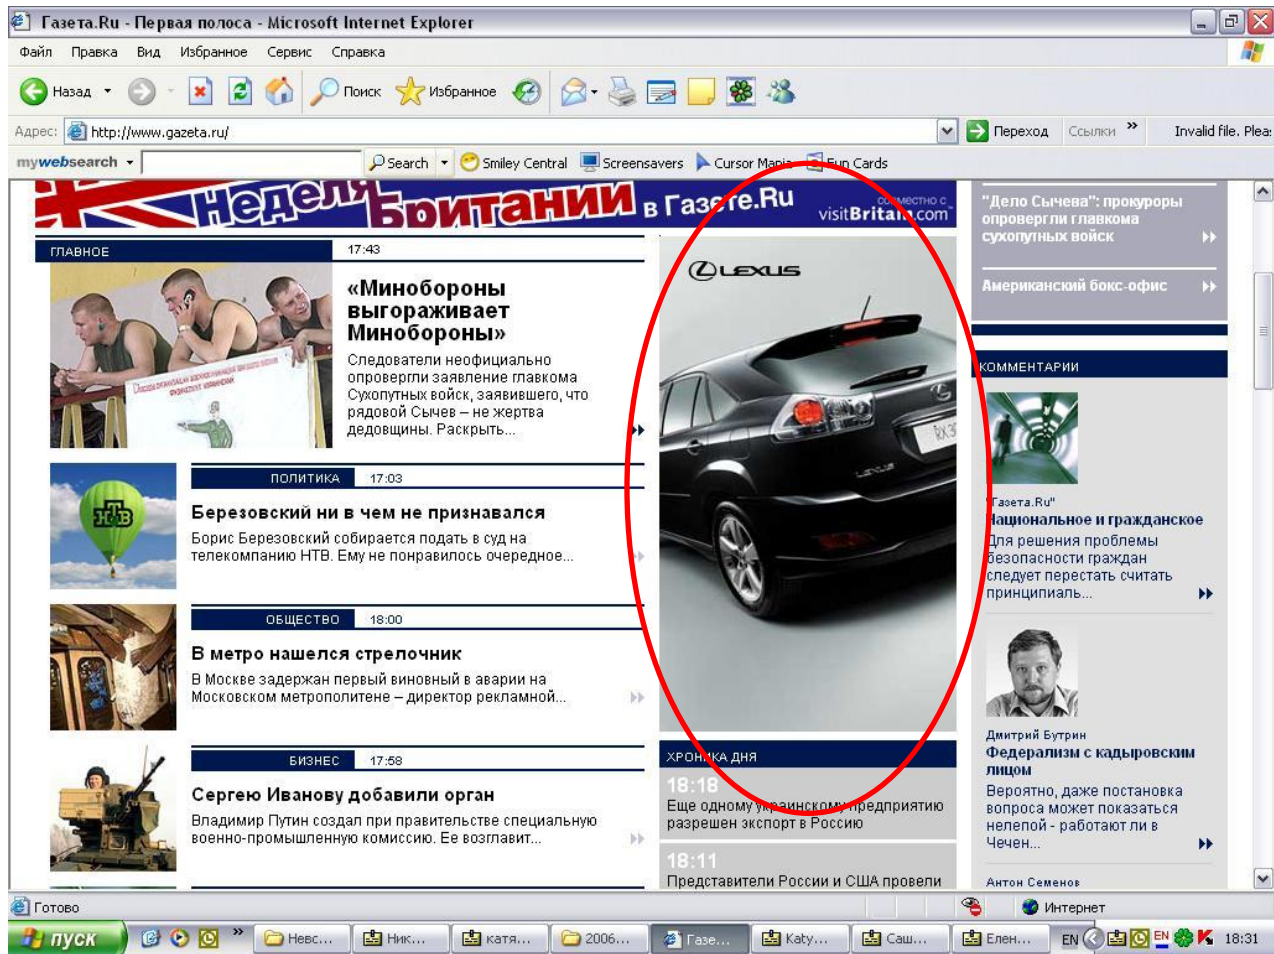 Газета.Ru - Первая полоса - Microsoft Internet Explorer
Файл Правка Вид Избранное Сервис Справка
Назад Поиск Избранное
Адрес: http://www.gazeta.ru/ Переход Ссылки » Invalid file. Plea
mywebsearch Search Smiley Central Screensavers Cursor Mania Fun Cards
Неделя Британии в Газете.Ru
совместно с
visitBritain.com
"Дело Сычева": прокуроры
опровергли главкома
сухопутных войск
Американский бокс-офис
ГЛАВНОЕ 17:43
«Минобороны
выгораживает
Минобороны»
Следователи неофициально
опровергли заявление главкома
Сухопутных войск, заявившего, что
рядовой Сычев – не жертва
дедовщины. Раскрыть...
НТВ
ПОЛИТИКА 17:03
Березовский ни в чем не признавался
Борис Березовский собирается подать в суд на
телекомпанию НТВ. Ему не понравилось очередное...
ОБЩЕСТВО 18:00
В метро нашелся стрелочник
В Москве задержан первый виновный в аварии на
Московском метрополитене – директор рекламной...
БИЗНЕС 17:58
Сергею Иванову добавили орган
Владимир Путин создал при правительстве специальную
военно-промышленную комиссию. Ее возглавит...
LEXUS
LEXUS
ХРОНИКА ДНЯ
18:18
Еще одному украинскому предприятию
разрешен экспорт в Россию
18:11
Представители России и США провели
КОММЕНТАРИИ
"Газета.Ru"
Национальное и гражданское
Для решения проблемы
безопасности граждан
следует перестать считать
принципиаль...
Дмитрий Бутрин
Федерализм с кадыровским
лицом
Вероятно, даже постановка
вопроса может показаться
нелепой - работают ли в
Чечен...
Антон Семенов
Готово Интернет
пуск » Невс... Ник... катя... 2006... Газе... Katy... Саш... Елен... EN EN 18:31